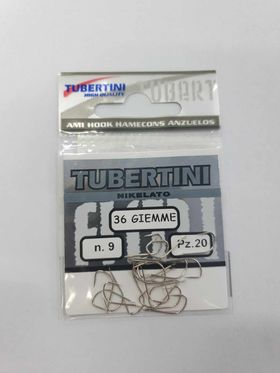 TUBERTINI
HIGH QUALITY
TUBERT
AMI HOOK HAMECONS ANZUELOS
TUBERTINI
NIKELATO
36 GIEMME
n. 9
Pz.20